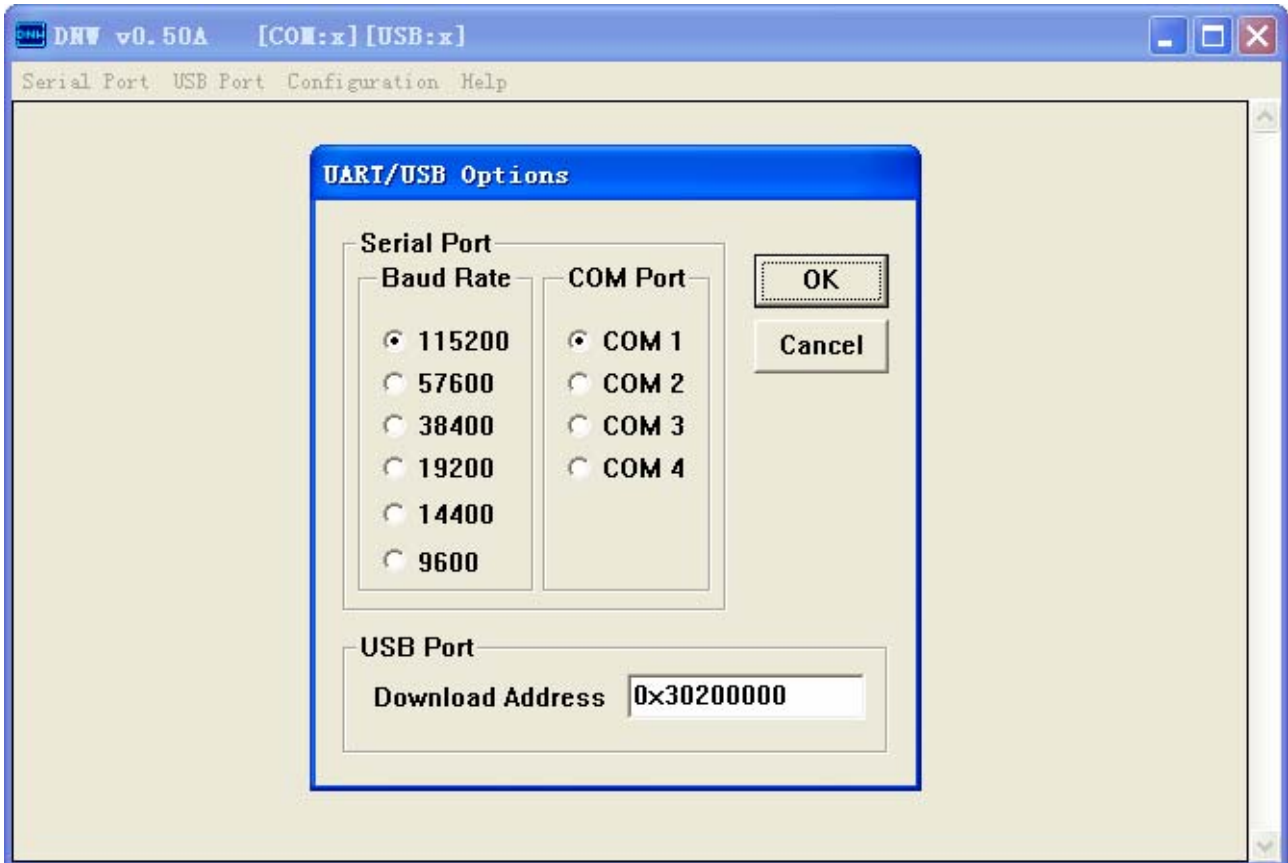 DNW v0.50A [COM:x][USB:x]
Serial Port USB Port Configuration Help
UART/USB Options
Serial Port
Baud Rate
COM Port
115200
57600
38400
19200
14400
9600
COM 1
COM 2
COM 3
COM 4
OK
Cancel
USB Port
Download Address 0x30200000